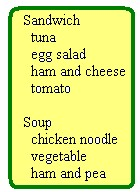 Sandwich
tuna
egg salad
ham and cheese
tomato
Soup
chicken noodle
vegetable
ham and pea